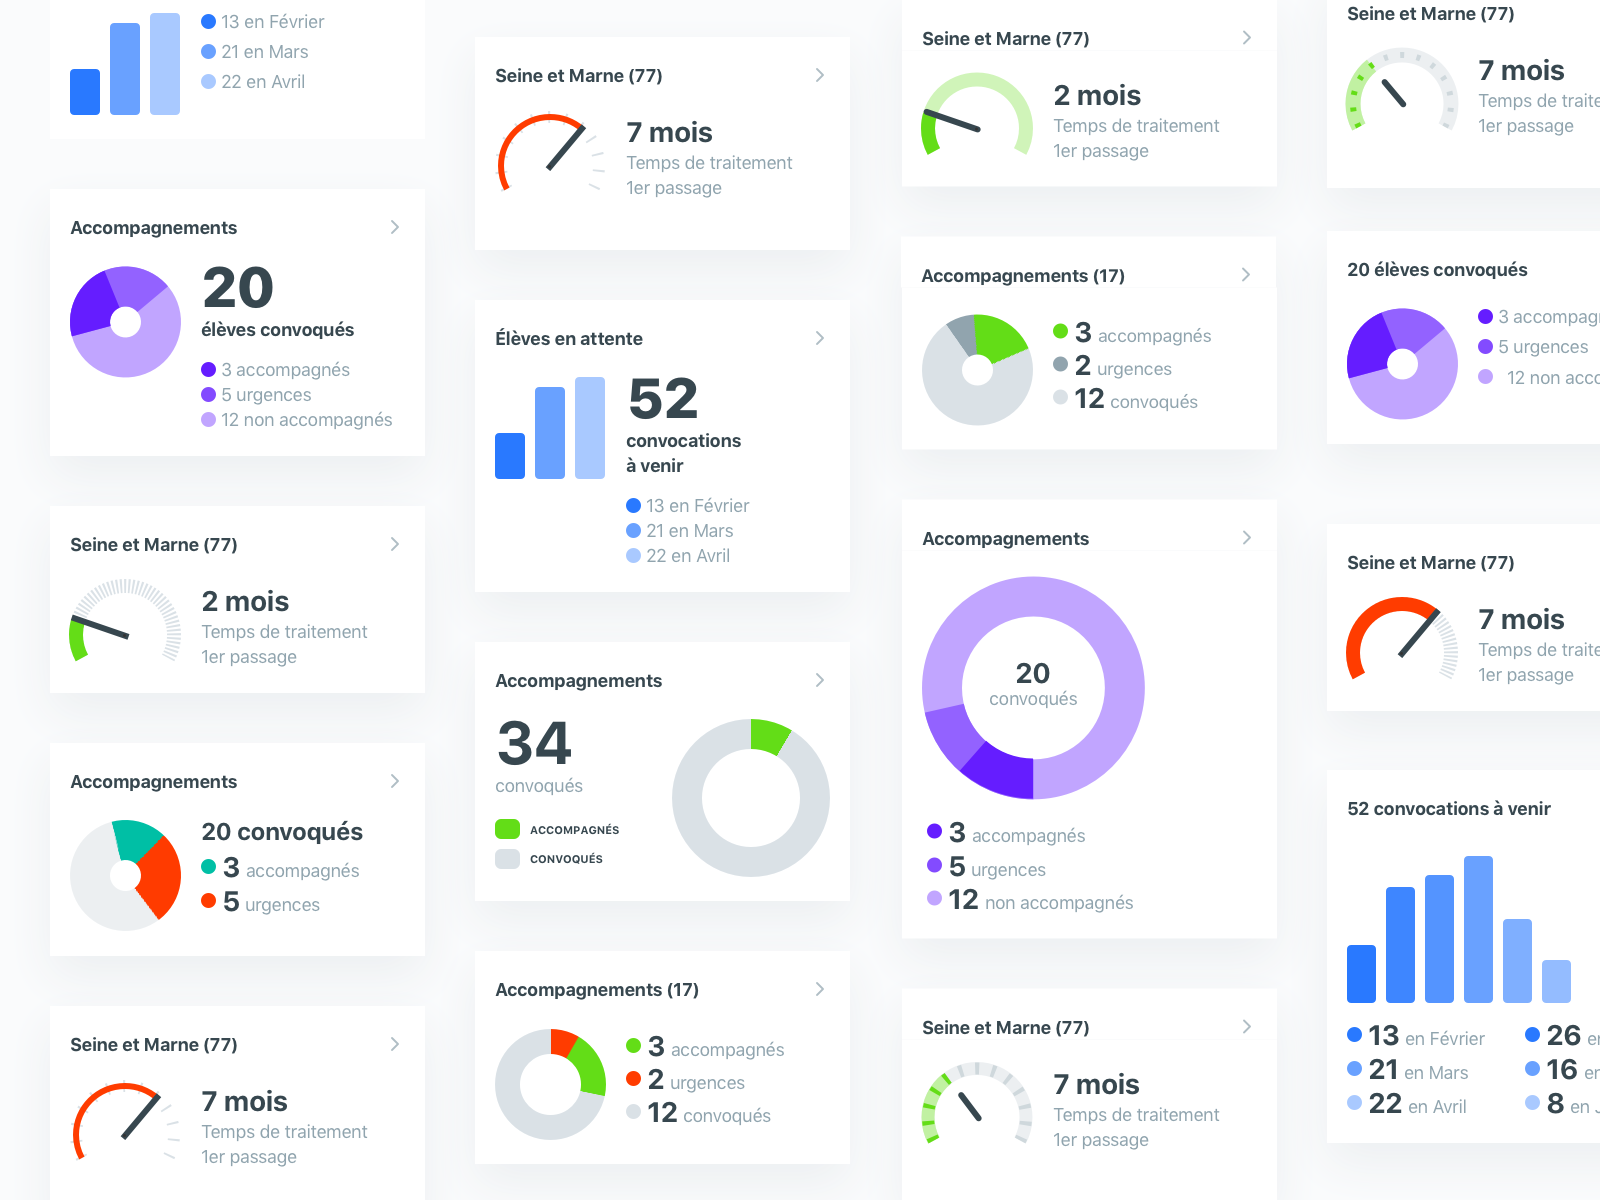 13 en Février
21 en Mars
22 en Avril
Accompagnements
20
élèves convoqués
3 accompagnés
5 urgences
12 non accompagnés
Seine et Marne (77)
2 mois
Temps de traitement
1er passage
Accompagnements
20 convoqués
3 accompagnés
5 urgences
Seine et Marne (77)
7 mois
Temps de traitement
1er passage
Seine et Marne (77)
7 mois
Temps de traitement
1er passage
Élèves en attente
52
convocations
à venir
13 en Février
21 en Mars
22 en Avril
Accompagnements
34
convoqués
ACCOMPAGNÉS
CONVOQUÉS
Accompagnements (17)
3 accompagnés
2 urgences
12 convoqués
Seine et Marne (77)
2 mois
Temps de traitement
1er passage
Accompagnements (17)
3 accompagnés
2 urgences
12 convoqués
Accompagnements
20
convoqués
3 accompagnés
5 urgences
12 non accompagnés
Seine et Marne (77)
7 mois
Temps de traitement
1er passage
Seine et Marne (77)
7 mois
Temps de
1er passage
20 élèves convoqués
3
5 urgences
12 non
Seine et Marne (77)
7 mois
Temps de
1er passage
52 convocations à venir
13 en Février
21 en Mars
22 en Avril
26
16
8 en